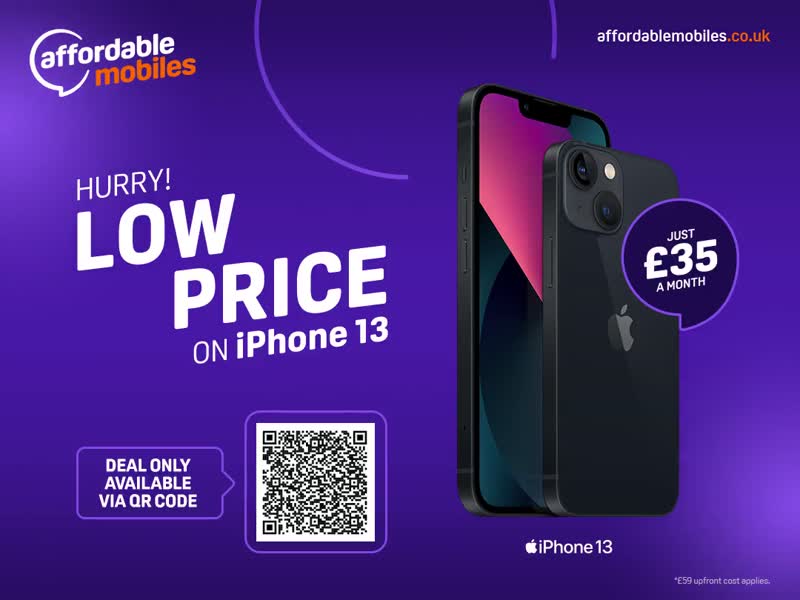 affordable
mobiles
affordablemobiles.co.uk
HURRY!
LOW
PRICE
ON iPhone 13
JUST
£35
A MONTH
DEAL ONLY
AVAILABLE
VIA QR CODE
iPhone 13
*£59 upfront cost applies.